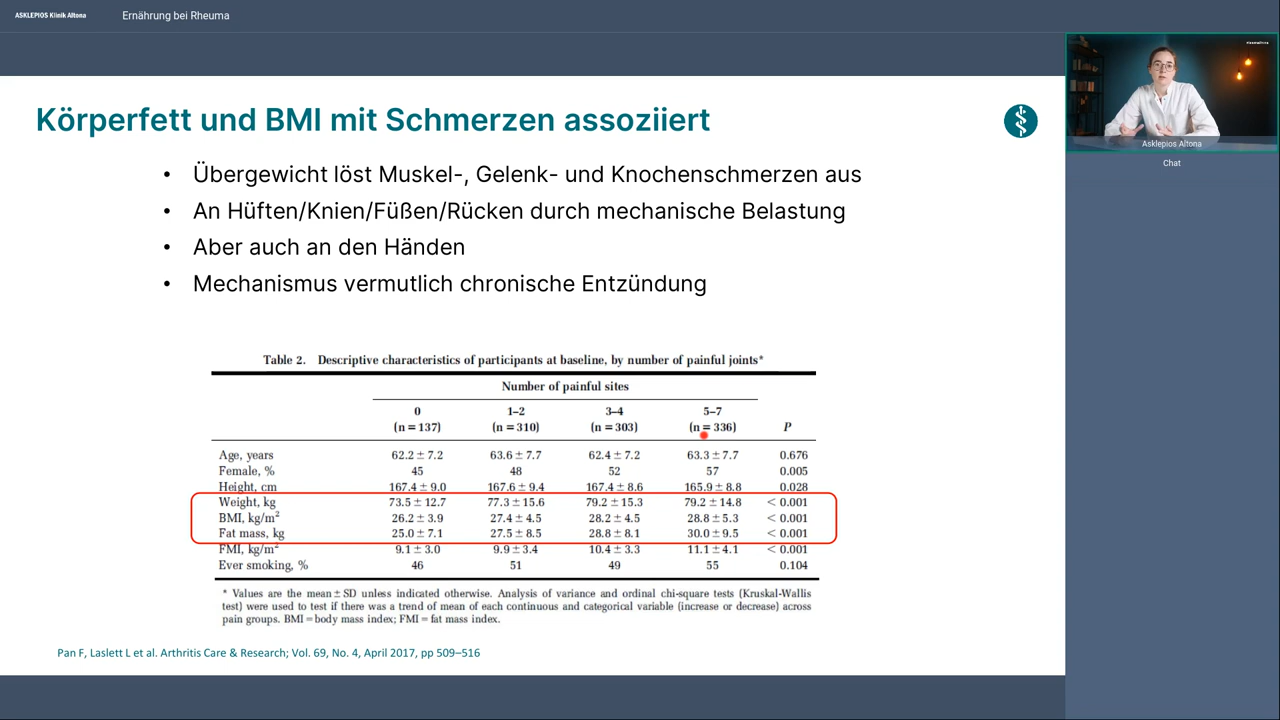 ASKLEPIOS Klinik Altona
Ernährung bei Rheuma
Körperfett und BMI mit Schmerzen assoziiert
• Übergewicht löst Muskel-, Gelenk- und Knochenschmerzen aus
• An Hüften/Knien/Füßen/Rücken durch mechanische Belastung
• Aber auch an den Händen
• Mechanismus vermutlich chronische Entzündung
Table 2. Descriptive characteristics of participants at baseline, by number of painful joints*
Number of painful sites
0 1–2 3–4 5–7
(n = 137) (n = 310) (n = 303) (n = 336) P
Age, years 62.2 ± 7.2 63.6 ± 7.7 62.4 ± 7.2 63.3 ± 7.7 0.676
Female, % 45 48 52 57 0.005
Height, cm 167.4 ± 9.0 167.6 ± 9.4 167.4 ± 8.6 165.9 ± 8.8 0.028
Weight, kg 73.5 ± 12.7 77.3 ± 15.6 79.2 ± 15.3 79.2 ± 14.8 < 0.001
BMI, kg/m² 26.2 ± 3.9 27.4 ± 4.5 28.2 ± 4.5 28.8 ± 5.3 < 0.001
Fat mass, kg 25.0 ± 7.1 27.5 ± 8.5 28.8 ± 8.1 30.0 ± 9.5 < 0.001
FMI, kg/m² 9.1 ± 3.0 9.9 ± 3.4 10.4 ± 3.3 11.1 ± 4.1 < 0.001
Ever smoking, % 46 51 49 55 0.104
* Values are the mean ± SD unless indicated otherwise. Analysis of variance and ordinal chi-square tests (Kruskal-Wallis
test) were used to test if there was a trend of mean of each continuous and categorical variable (increase or decrease) across
pain groups. BMI = body mass index; FMI = fat mass index.
Pan F, Laslett L et al. Arthritis Care & Research; Vol. 69, No. 4, April 2017, pp 509–516
Asklepios Altona
Chat